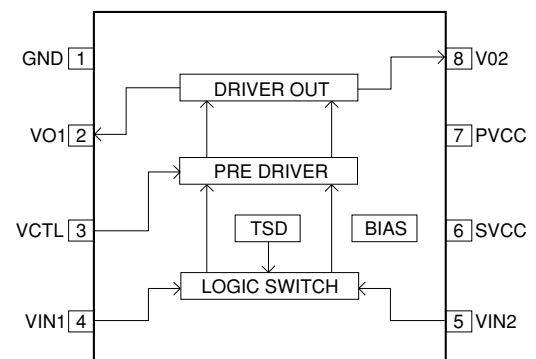 GND 1
8 V02
DRIVER OUT
VO1 2
7 PVCC
PRE DRIVER
VCTL 3
TSD
BIAS
6 SVCC
LOGIC SWITCH
VIN1 4
5 VIN2